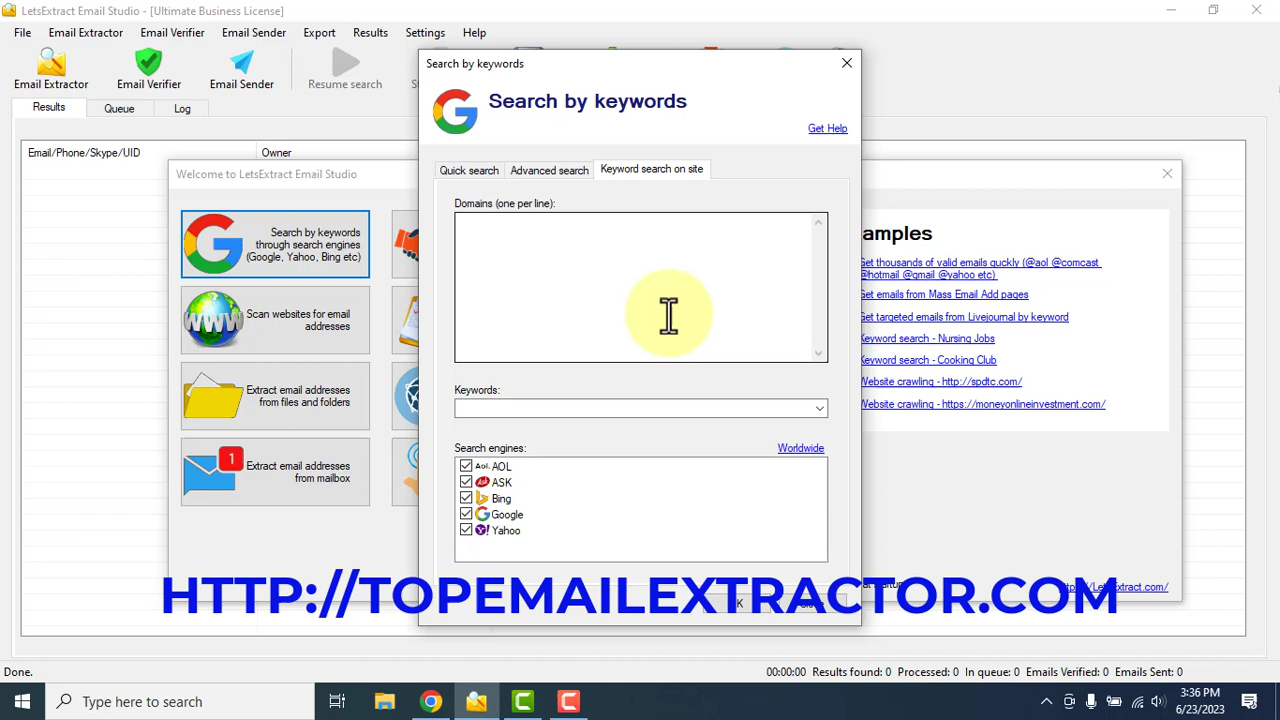 LetsExtract Email Studio - [Ultimate Business License]
File Email Extractor Email Verifier Email Sender Export Results Settings Help
Email Extractor Email Verifier Email Sender Resume search
Results Queue Log
Email/Phone/Skype/UID Owner
Welcome to LetsExtract Email Studio
Search by keywords
through search engines
(Google, Yahoo, Bing etc)
Scan websites for email
addresses
Extract email addresses
from files and folders
1
Extract email addresses
from mailbox
Search by keywords
Search by keywords
Get Help
Quick search Advanced search Keyword search on site
Domains (one per line):
Keywords:
Search engines: Worldwide
Aol. AOL
Ask ASK
Bing
Google
Yahoo
amples
Get thousands of valid emails quckly (@aol @comcast
@hotmail @gmail @yahoo etc)
Get emails from Mass Email Add pages
Get targeted emails from Livejournal by keyword
Keyword search - Nursing Jobs
Keyword search - Cooking Club
Website crawling - http://spdtc.com/
Website crawling - https://moneyonlineinvestment.com/
HTTP://TOPEMAILEXTRACTOR.COM
Done. 00:00:00 Results found: 0 Processed: 0 In queue: 0 Emails Verified: 0 Emails Sent: 0
Type here to search
3:36 PM
6/23/2023